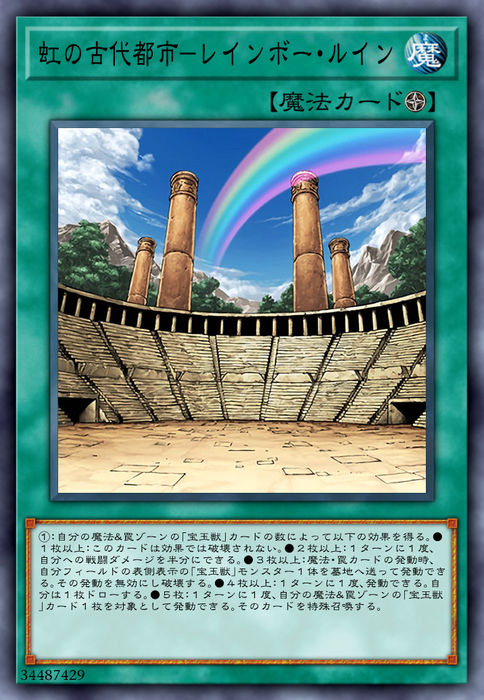 虹の古代都市−レインボー・ルイン
魔
【魔法カード】
①:自分の魔法&罠ゾーンの「宝玉獣」カードの数によって以下の効果を得る。●
1枚以上:このカードは効果では破壊されない。●2枚以上:1ターンに1度、
自分への戦闘ダメージを半分にできる。●3枚以上:魔法・罠カードの発動時、
自分フィールドの表側表示の「宝玉獣」モンスター1体を墓地へ送って発動でき
る。その発動を無効にし破壊する。●4枚以上:1ターンに1度、発動できる。自
分は1枚ドローする。●5枚:1ターンに1度、自分の魔法&罠ゾーンの「宝玉獣」
カード1枚を対象として発動できる。そのカードを特殊召喚する。
34487429